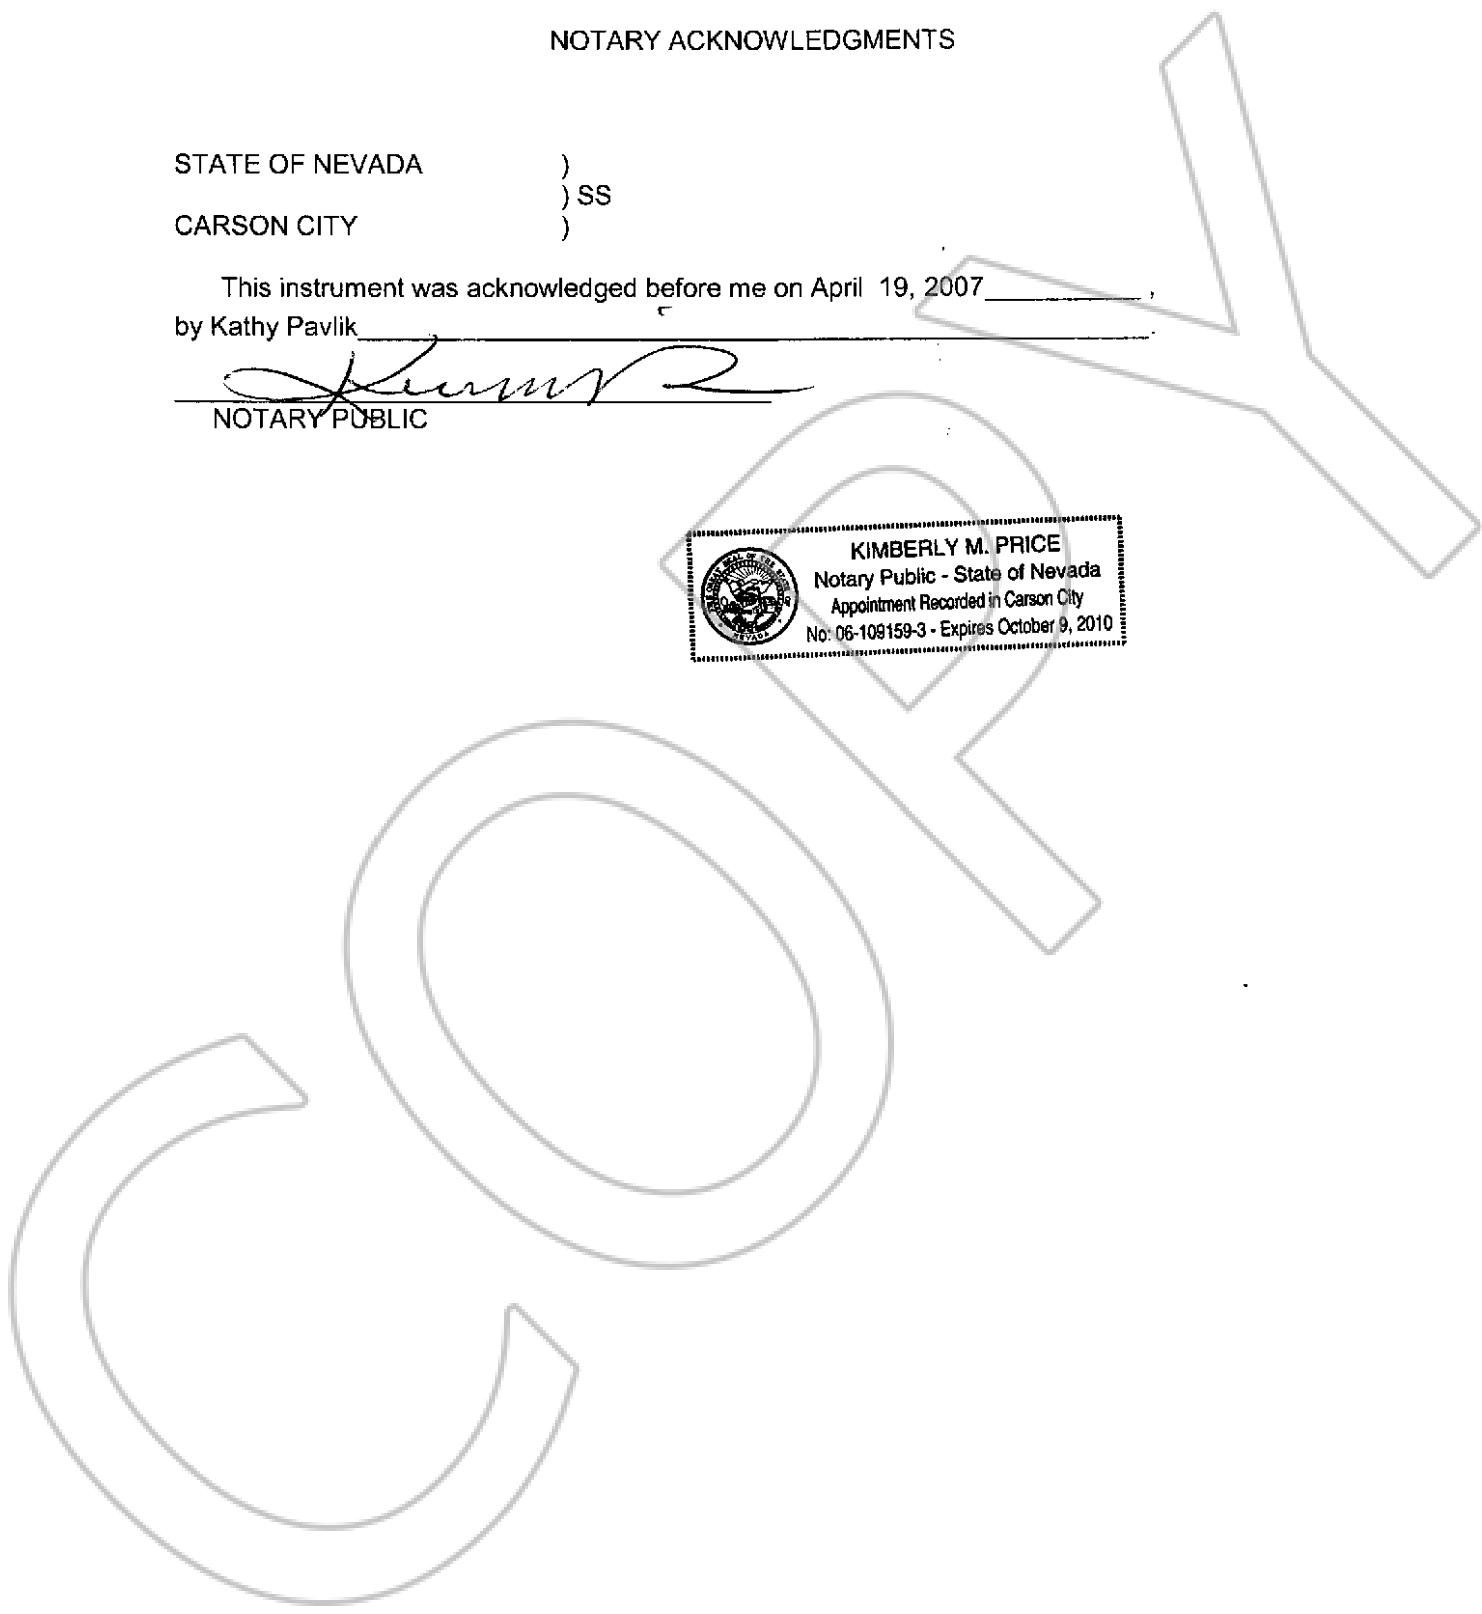 NOTARY ACKNOWLEDGMENTS
STATE OF NEVADA )
) SS
CARSON CITY )
This instrument was acknowledged before me on April 19, 2007__________ ,
by Kathy Pavlik__________.
NOTARY PUBLIC
KIMBERLY M. PRICE
Notary Public - State of Nevada
Appointment Recorded in Carson City
No: 06-109159-3 - Expires October 9, 2010
COPY